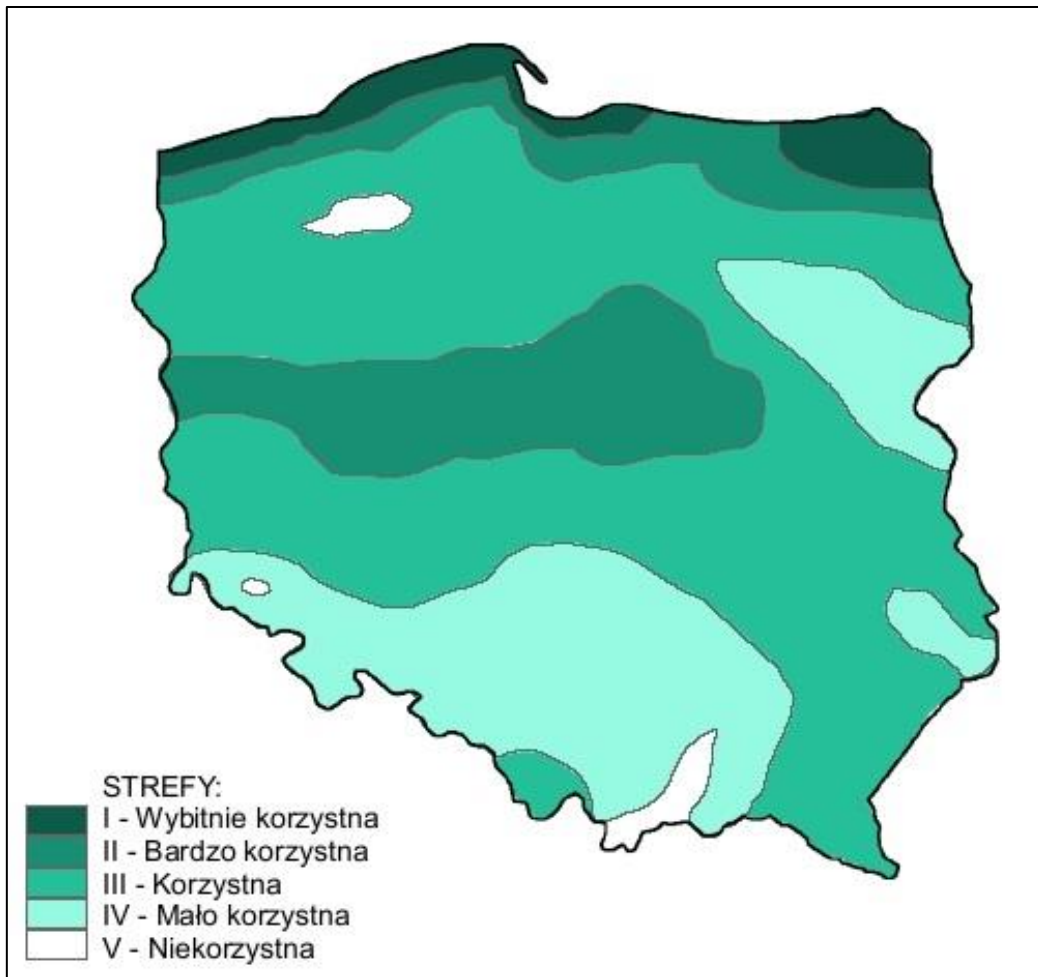 STREFY:
I - Wybitnie korzystna
II - Bardzo korzystna
III - Korzystna
IV - Mało korzystna
V - Niekorzystna